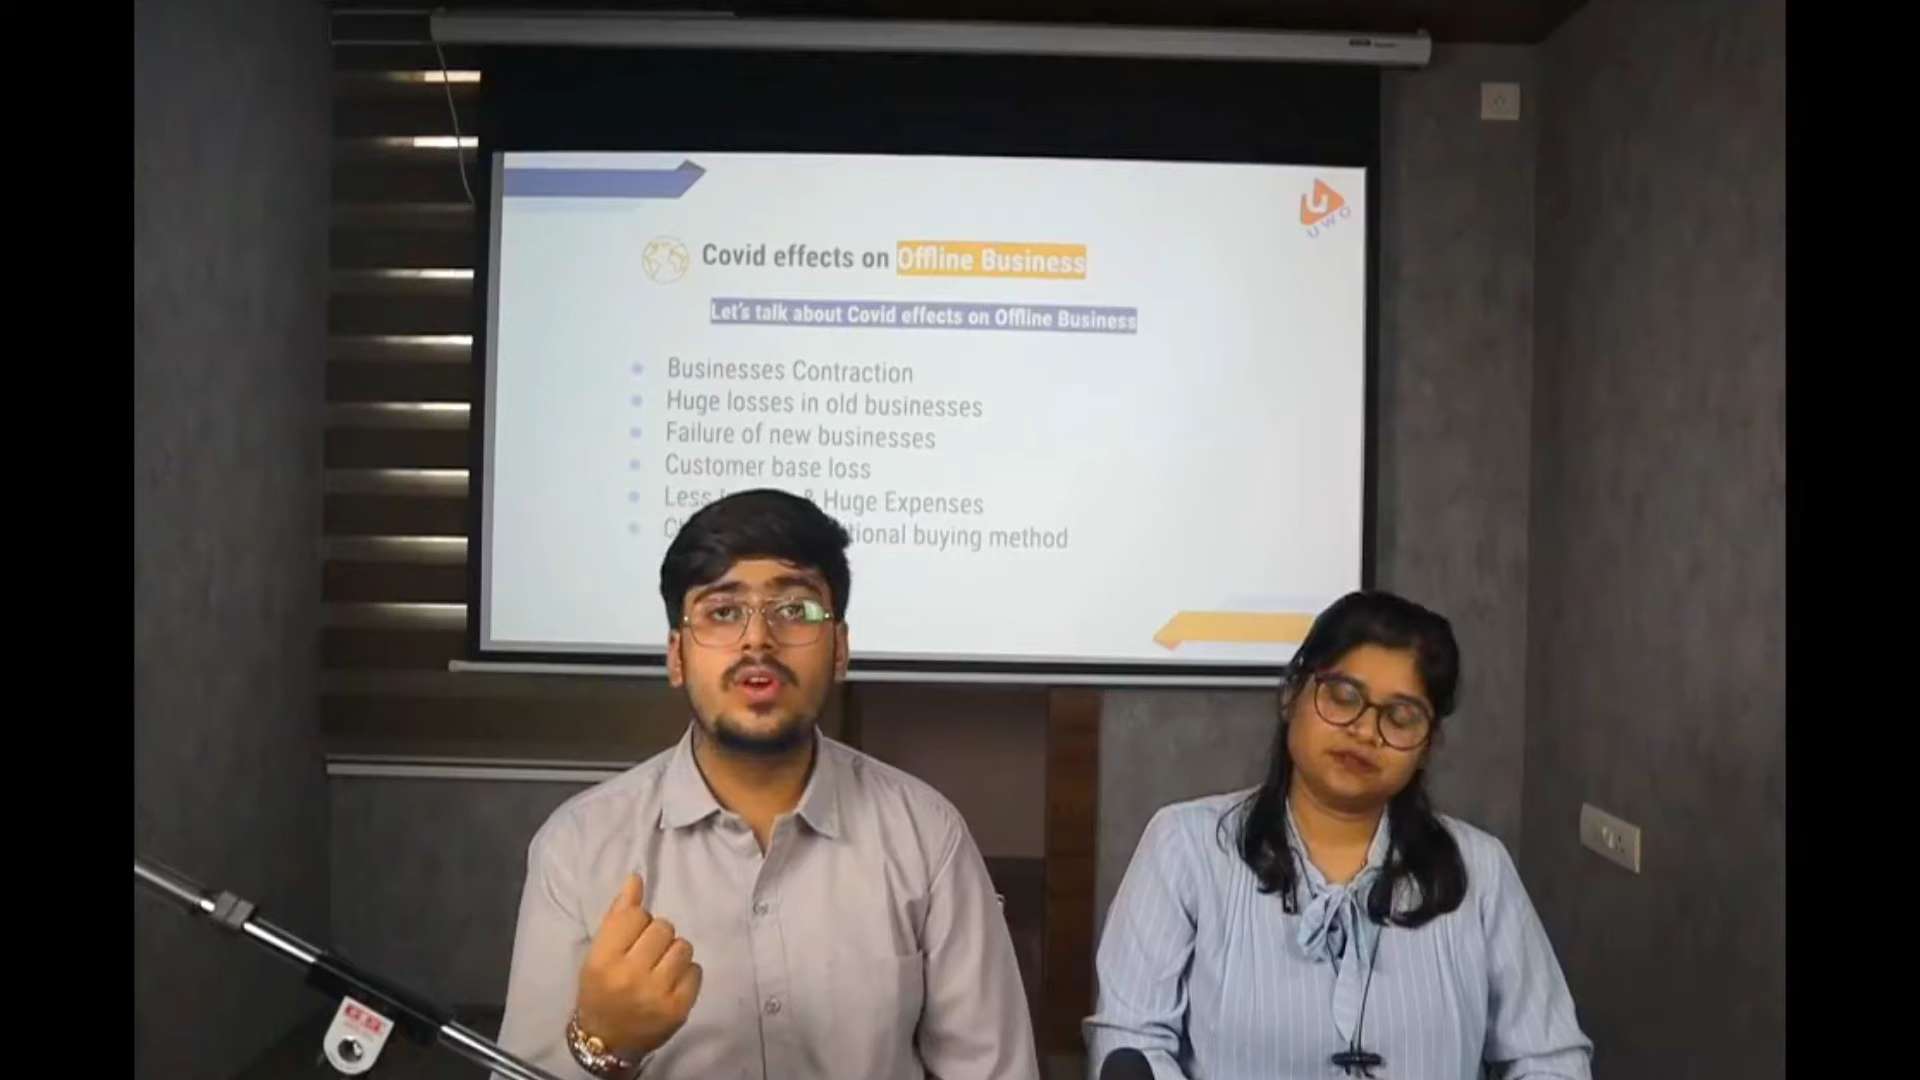 U
UWO
Covid effects on Offline Business
Let's talk about Covid effects on Offline Business
Businesses Contraction
Huge losses in old businesses
Failure of new businesses
Customer base loss
Less & Huge Expenses
buying method